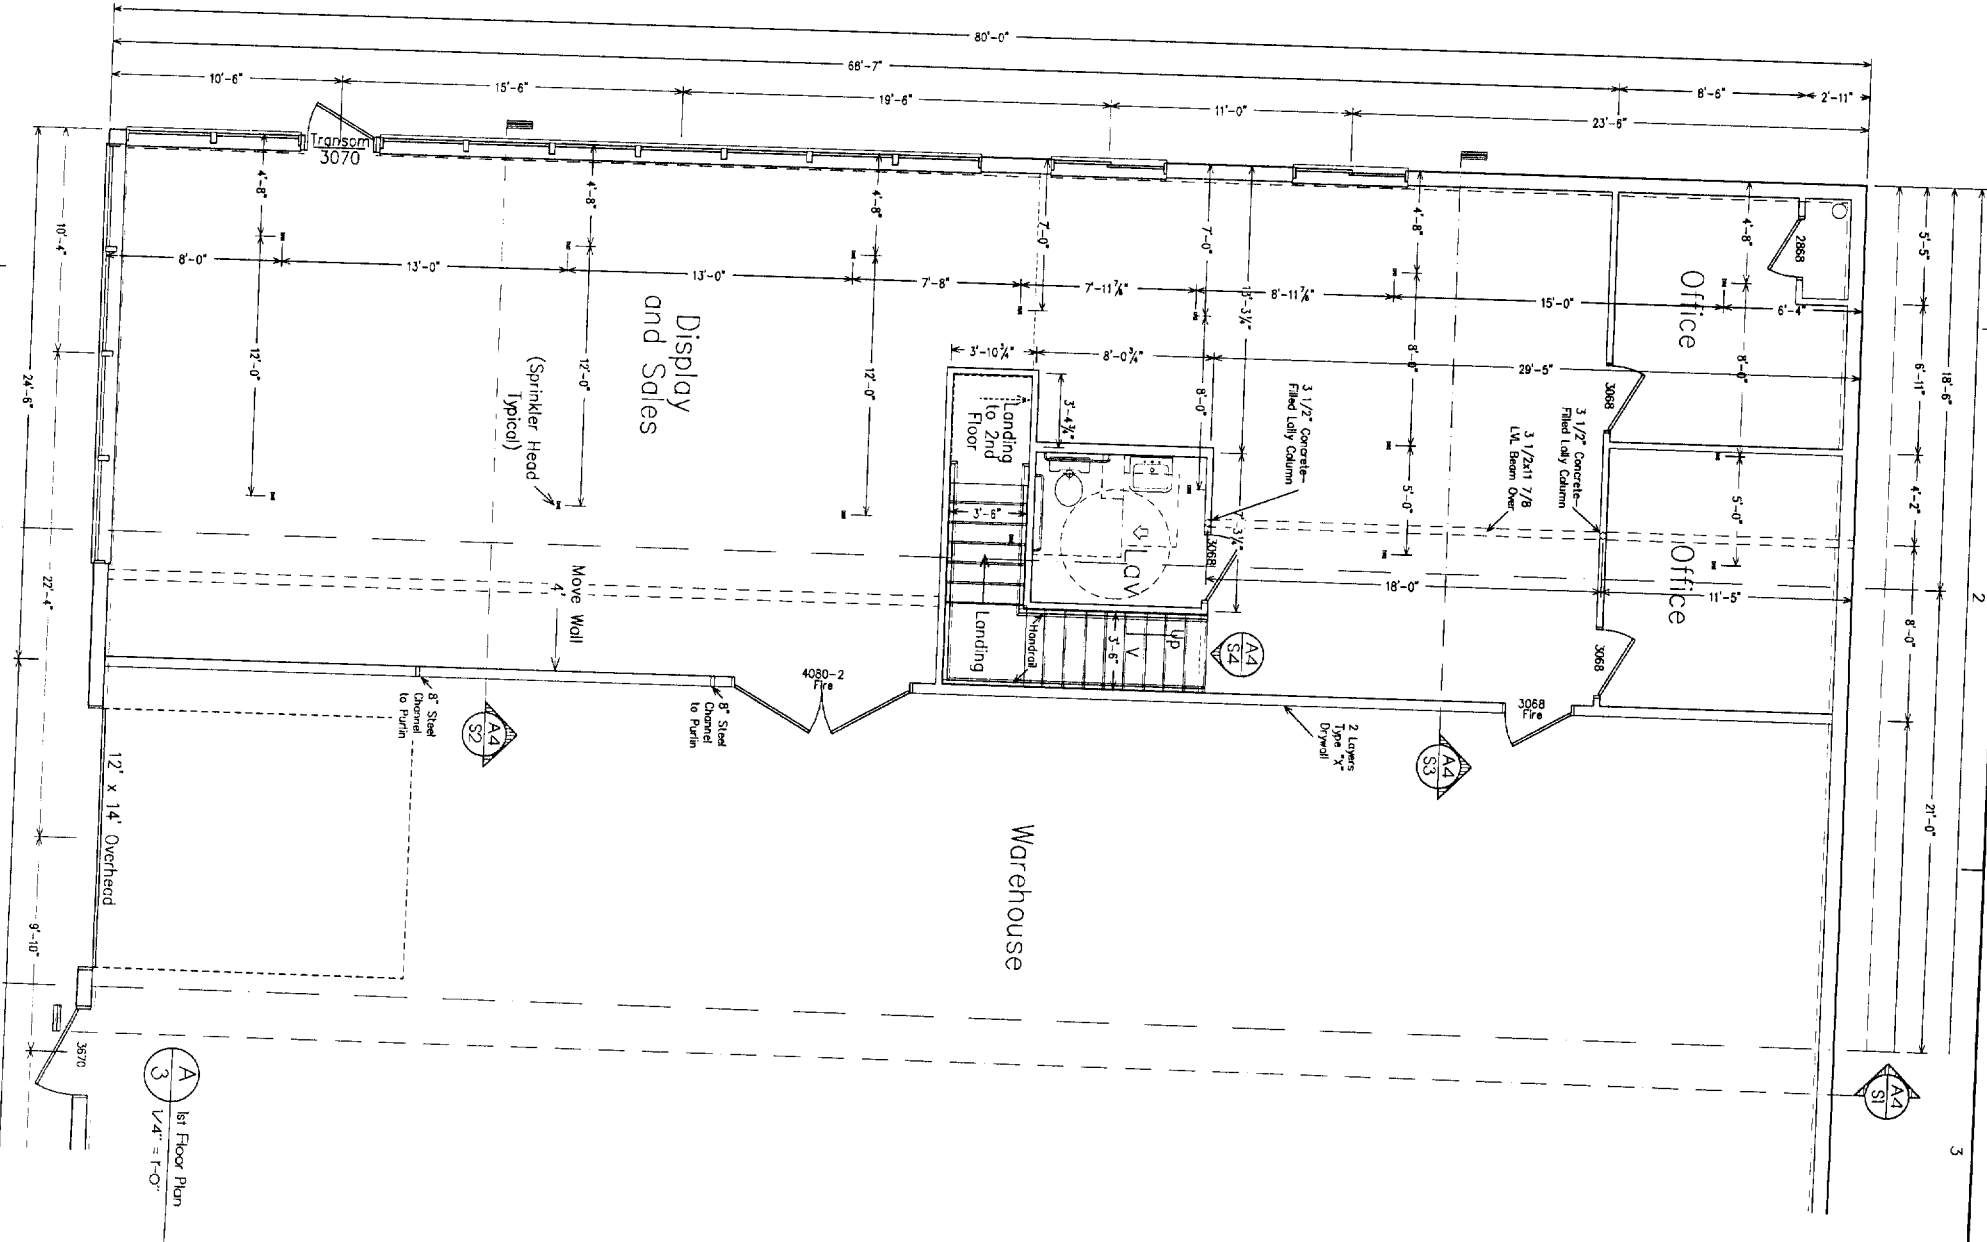 80'-0"
68'-7"
10'-6"
15'-6"
19'-6"
11'-0"
23'-6"
8'-6"
2'-11"
Transom
3070
4'-8"
4'-8"
4'-8"
7'-0"
7'-0"
13'-3¼"
4'-8"
4'-8"
8'-0"
13'-0"
13'-0"
7'-8"
7'-11⅞"
8'-11⅞"
15'-0"
6'-4"
12'-0"
12'-0"
12'-0"
8'-0"
8'-0"
8'-0"
5'-0"
5'-0"
3'-10¾"
8'-0¾"
29'-5"
3'-4¾"
7'-3¼"
18'-0"
11'-5"
10'-4"
24'-6"
22'-4"
9'-10"
5'-5"
6'-11"
18'-6"
4'-2"
8'-0"
21'-0"
2
3
Office
2868
3068
Office
3068
Display
and Sales
(Sprinkler Head
Typical)
Landing
to 2nd
Floor
3'-6"
Landing
Handrail
3'-6"
Up
Lav
3068
3 1/2" Concrete-
Filled Lally Column
3 1/2" Concrete-
Filled Lally Column
3 1/2x11 7/8
LVL Beam Over
Move Wall
4"
8" Steel
Channel
to Purlin
8" Steel
Channel
to Purlin
4080-2
Fire
3068
Fire
2 Layers
Type "X"
Drywall
A4
S2
A4
S4
A4
S3
A4
S1
Warehouse
12' x 14' Overhead
3670
A
3
1st Floor Plan
1/4" = 1'-0"